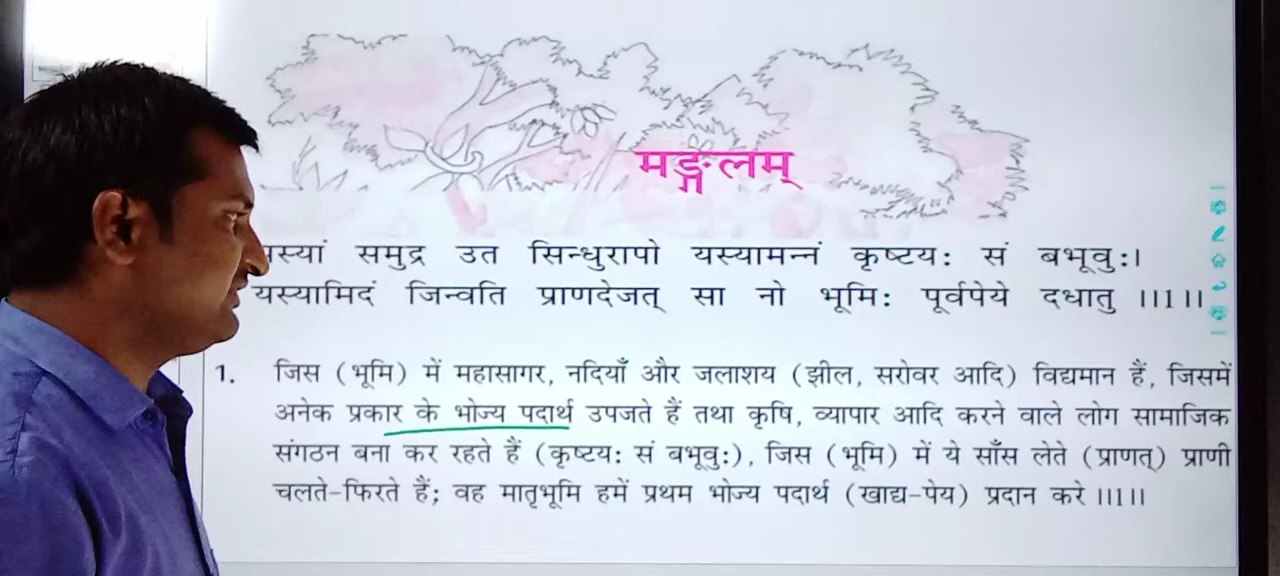 मङ्गलम्
यस्यां समुद्र उत सिन्धुरापो यस्यामन्नं कृष्टयः सं बभूवुः।
यस्यामिदं जिन्वति प्राणदेजत् सा नो भूमिः पूर्वपेये दधातु ।।1।।
1. जिस (भूमि) में महासागर, नदियाँ और जलाशय (झील, सरोवर आदि) विद्यमान हैं, जिसमें
अनेक प्रकार के भोज्य पदार्थ उपजते हैं तथा कृषि, व्यापार आदि करने वाले लोग सामाजिक
संगठन बना कर रहते हैं (कृष्टयः सं बभूवुः), जिस (भूमि) में ये साँस लेते (प्राणत्) प्राणी
चलते-फिरते हैं; वह मातृभूमि हमें प्रथम भोज्य पदार्थ (खाद्य-पेय) प्रदान करे ।।1।।